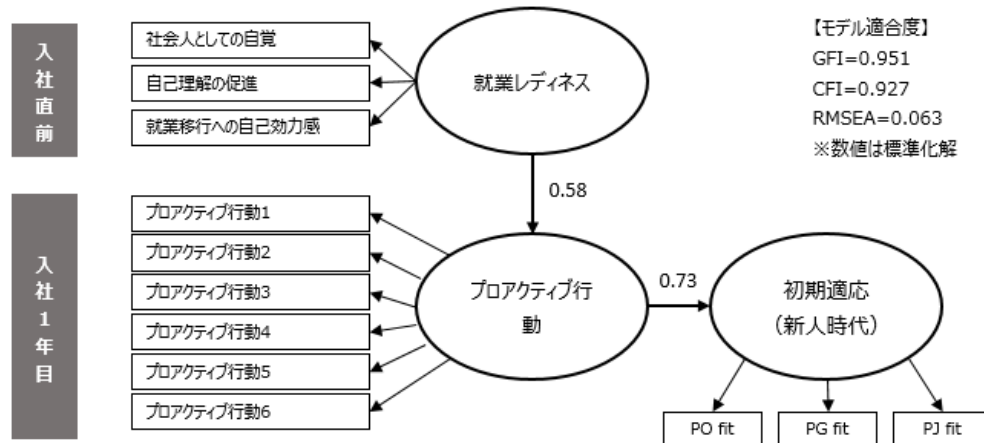 入社直前
社会人としての自覚
自己理解の促進
就業移行への自己効力感
就業レディネス
【モデル適合度】
GFI=0.951
CFI=0.927
RMSEA=0.063
※数値は標準化解
0.58
入社1年目
プロアクティブ行動1
プロアクティブ行動2
プロアクティブ行動3
プロアクティブ行動4
プロアクティブ行動5
プロアクティブ行動6
プロアクティブ行
動
0.73
初期適応
（新人時代）
PO fit
PG fit
PJ fit